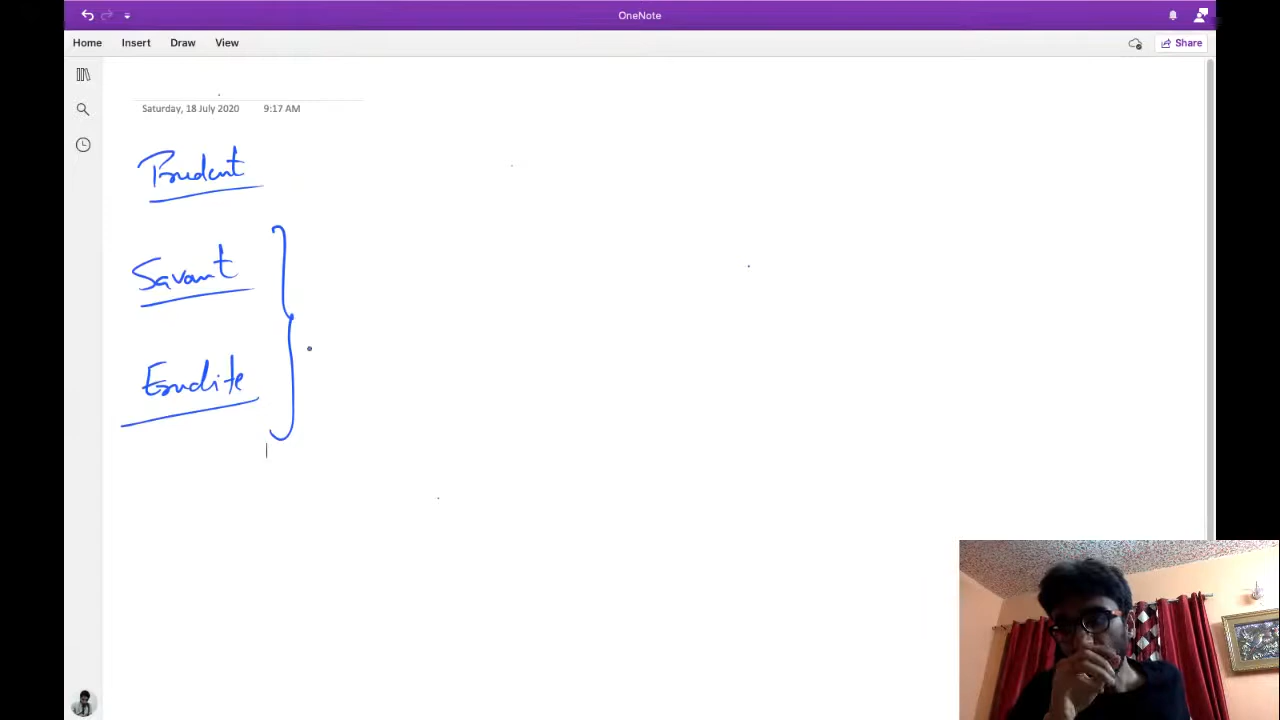 OneNote
Home Insert Draw View Share
Saturday, 18 July 2020 9:17 AM
Prudent
Savant
Erudite